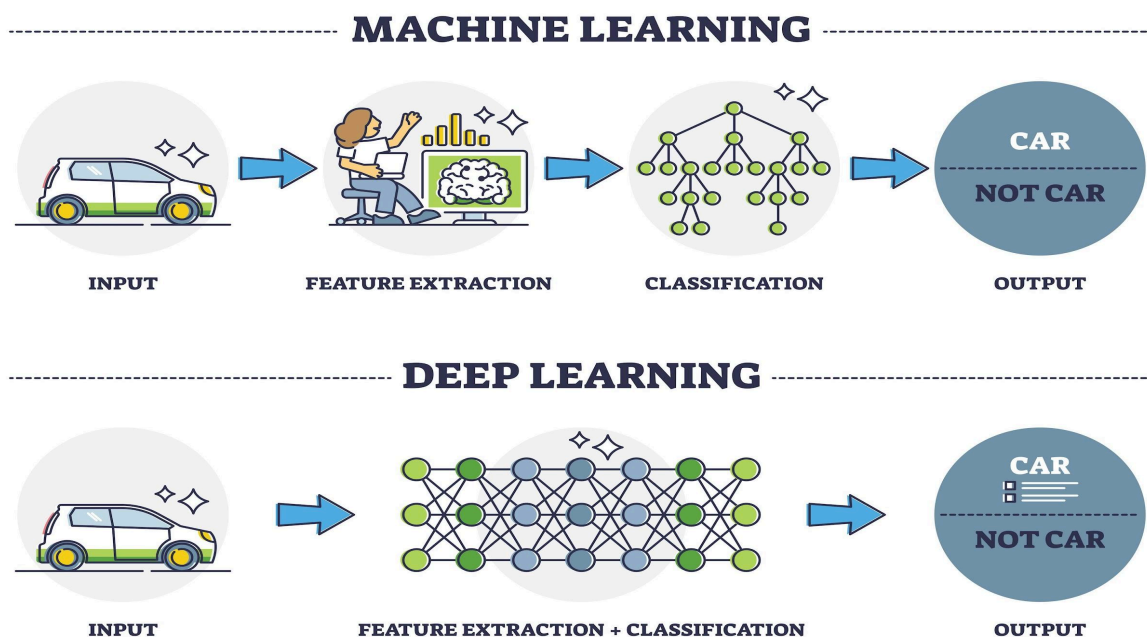 MACHINE LEARNING
CAR
NOT CAR
INPUT
FEATURE EXTRACTION
CLASSIFICATION
OUTPUT
DEEP LEARNING
CAR
NOT CAR
INPUT
FEATURE EXTRACTION + CLASSIFICATION
OUTPUT